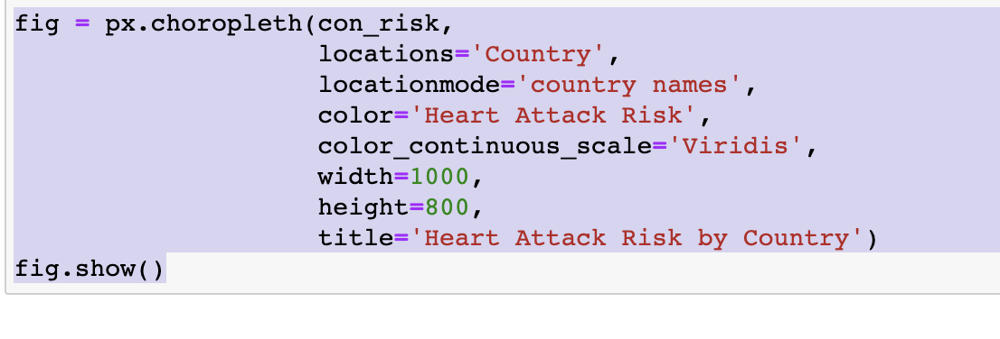 fig = px.choropleth(con_risk,
                    locations='Country',
                    locationmode='country names',
                    color='Heart Attack Risk',
                    color_continuous_scale='Viridis',
                    width=1000,
                    height=800,
                    title='Heart Attack Risk by Country')
fig.show()